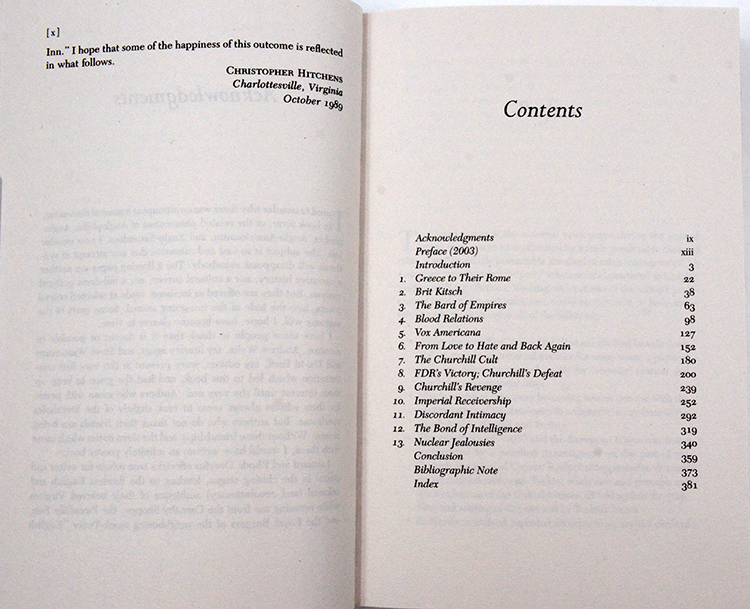 [x]
Inn." I hope that some of the happiness of this outcome is reflected
in what follows.
CHRISTOPHER HITCHENS
Charlottesville, Virginia
October 1989
Contents
Acknowledgments ix
Preface (2003) xiii
Introduction 3
1. Greece to Their Rome 22
2. Brit Kitsch 38
3. The Bard of Empires 63
4. Blood Relations 98
5. Vox Americana 127
6. From Love to Hate and Back Again 152
7. The Churchill Cult 180
8. FDR's Victory; Churchill's Defeat 200
9. Churchill's Revenge 239
10. Imperial Receivership 252
11. Discordant Intimacy 292
12. The Bond of Intelligence 319
13. Nuclear Jealousies 340
Conclusion 359
Bibliographic Note 373
Index 381